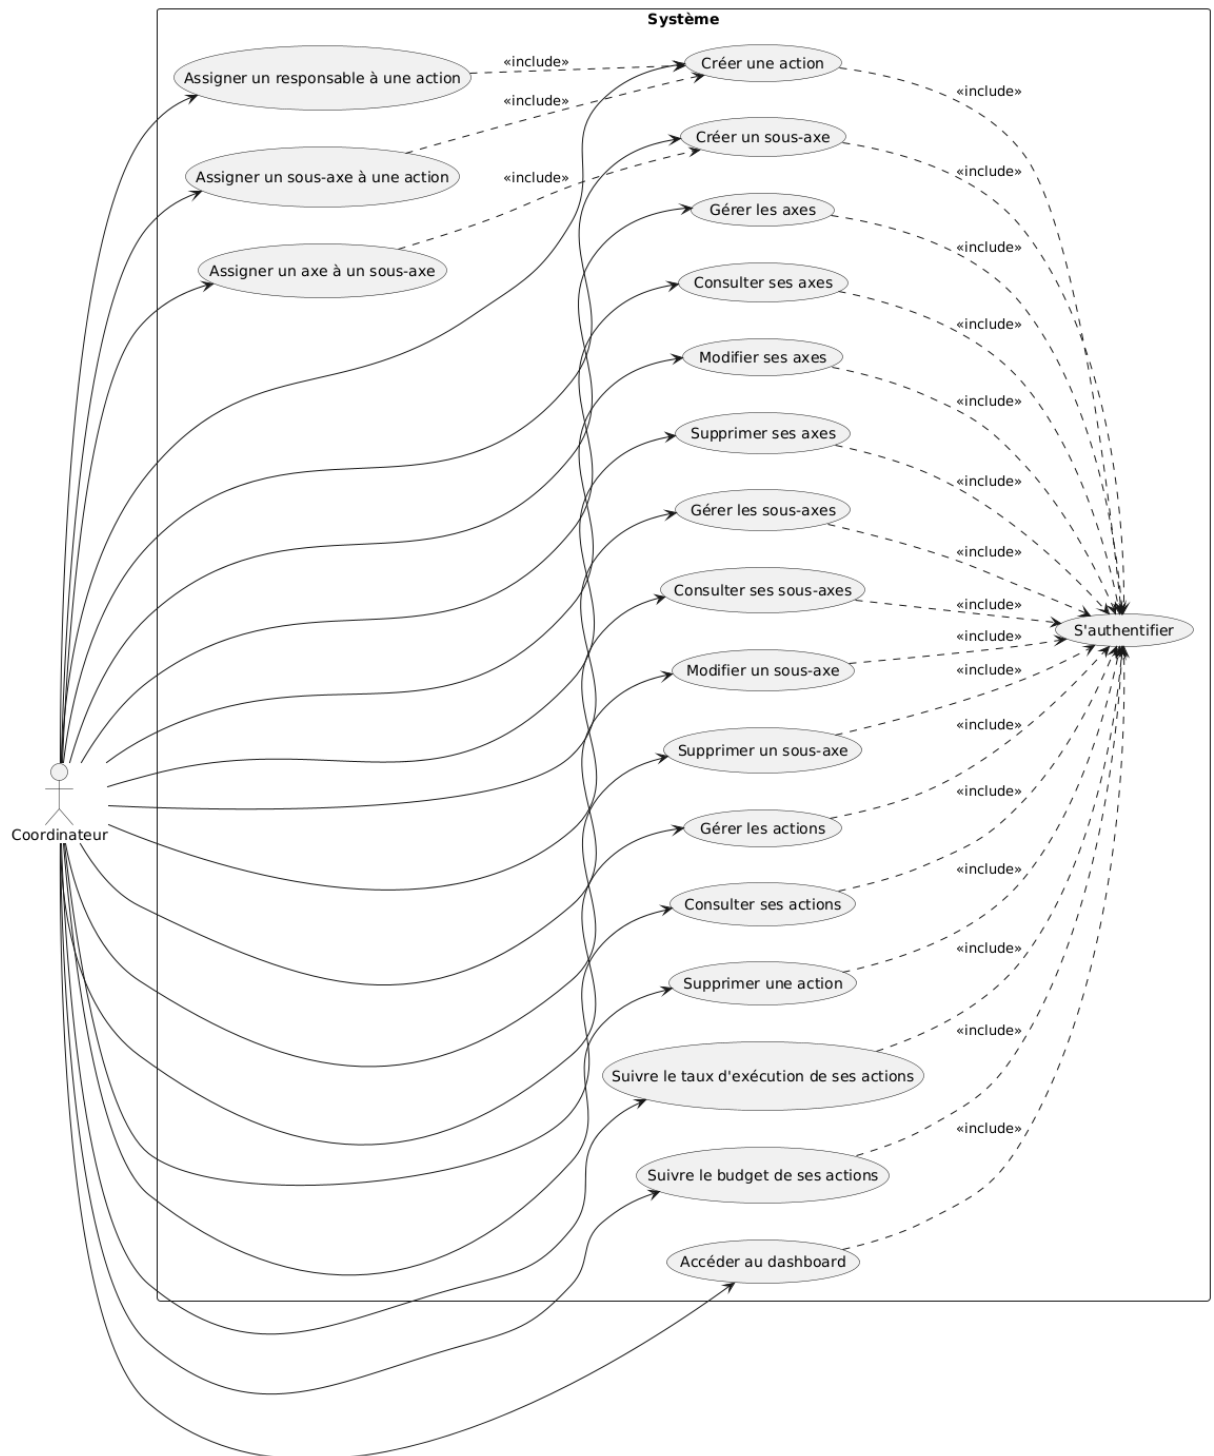 Système
Assigner un responsable à une action
«include»
Créer une action
«include»
«include»
Assigner un sous-axe à une action
«include»
Créer un sous-axe
«include»
Assigner un axe à un sous-axe
Gérer les axes
«include»
Consulter ses axes
«include»
Modifier ses axes
«include»
Supprimer ses axes
«include»
Gérer les sous-axes
«include»
Consulter ses sous-axes
«include»
S'authentifier
Modifier un sous-axe
«include»
Supprimer un sous-axe
«include»
Coordinateur
Gérer les actions
«include»
Consulter ses actions
«include»
Supprimer une action
«include»
Suivre le taux d'exécution de ses actions
«include»
Suivre le budget de ses actions
«include»
Accéder au dashboard
«include»